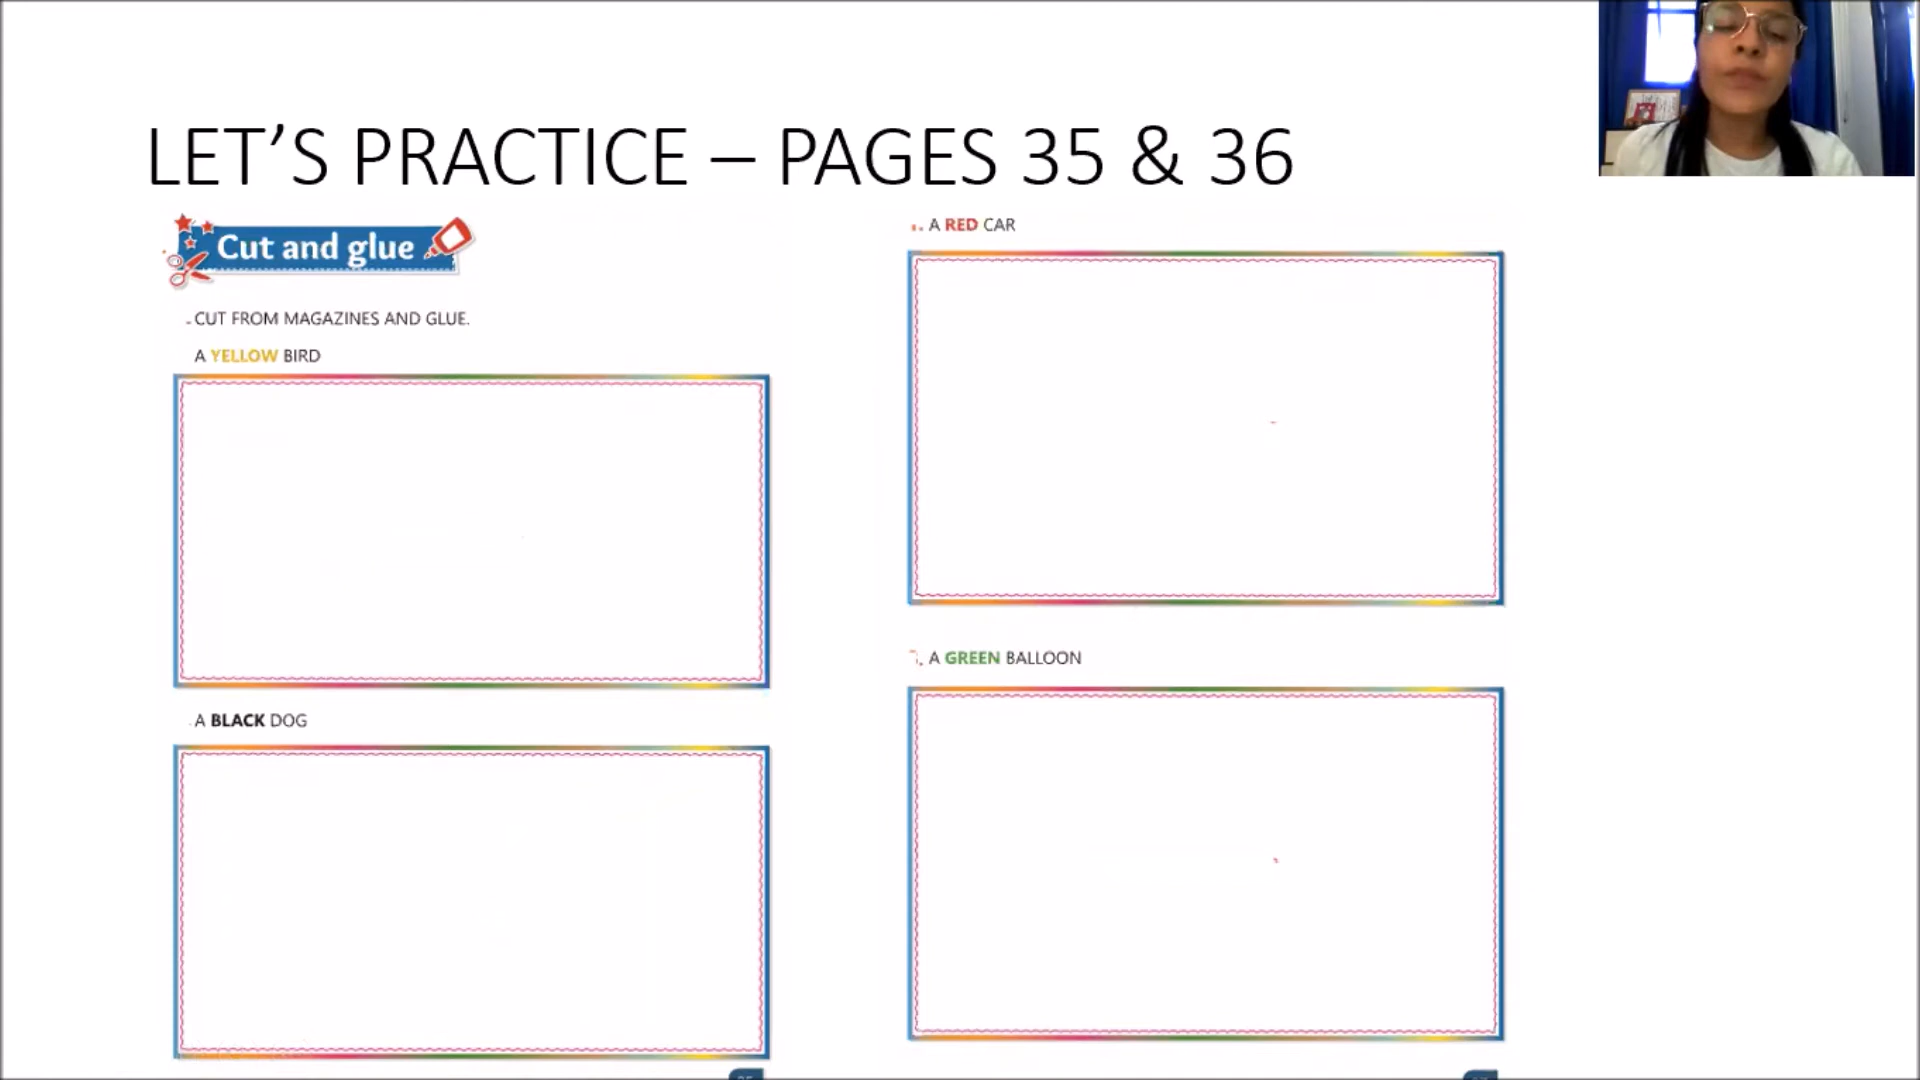 LET’S PRACTICE – PAGES 35 & 36
Cut and glue
CUT FROM MAGAZINES AND GLUE.
A YELLOW BIRD
A BLACK DOG
A RED CAR
A GREEN BALLOON